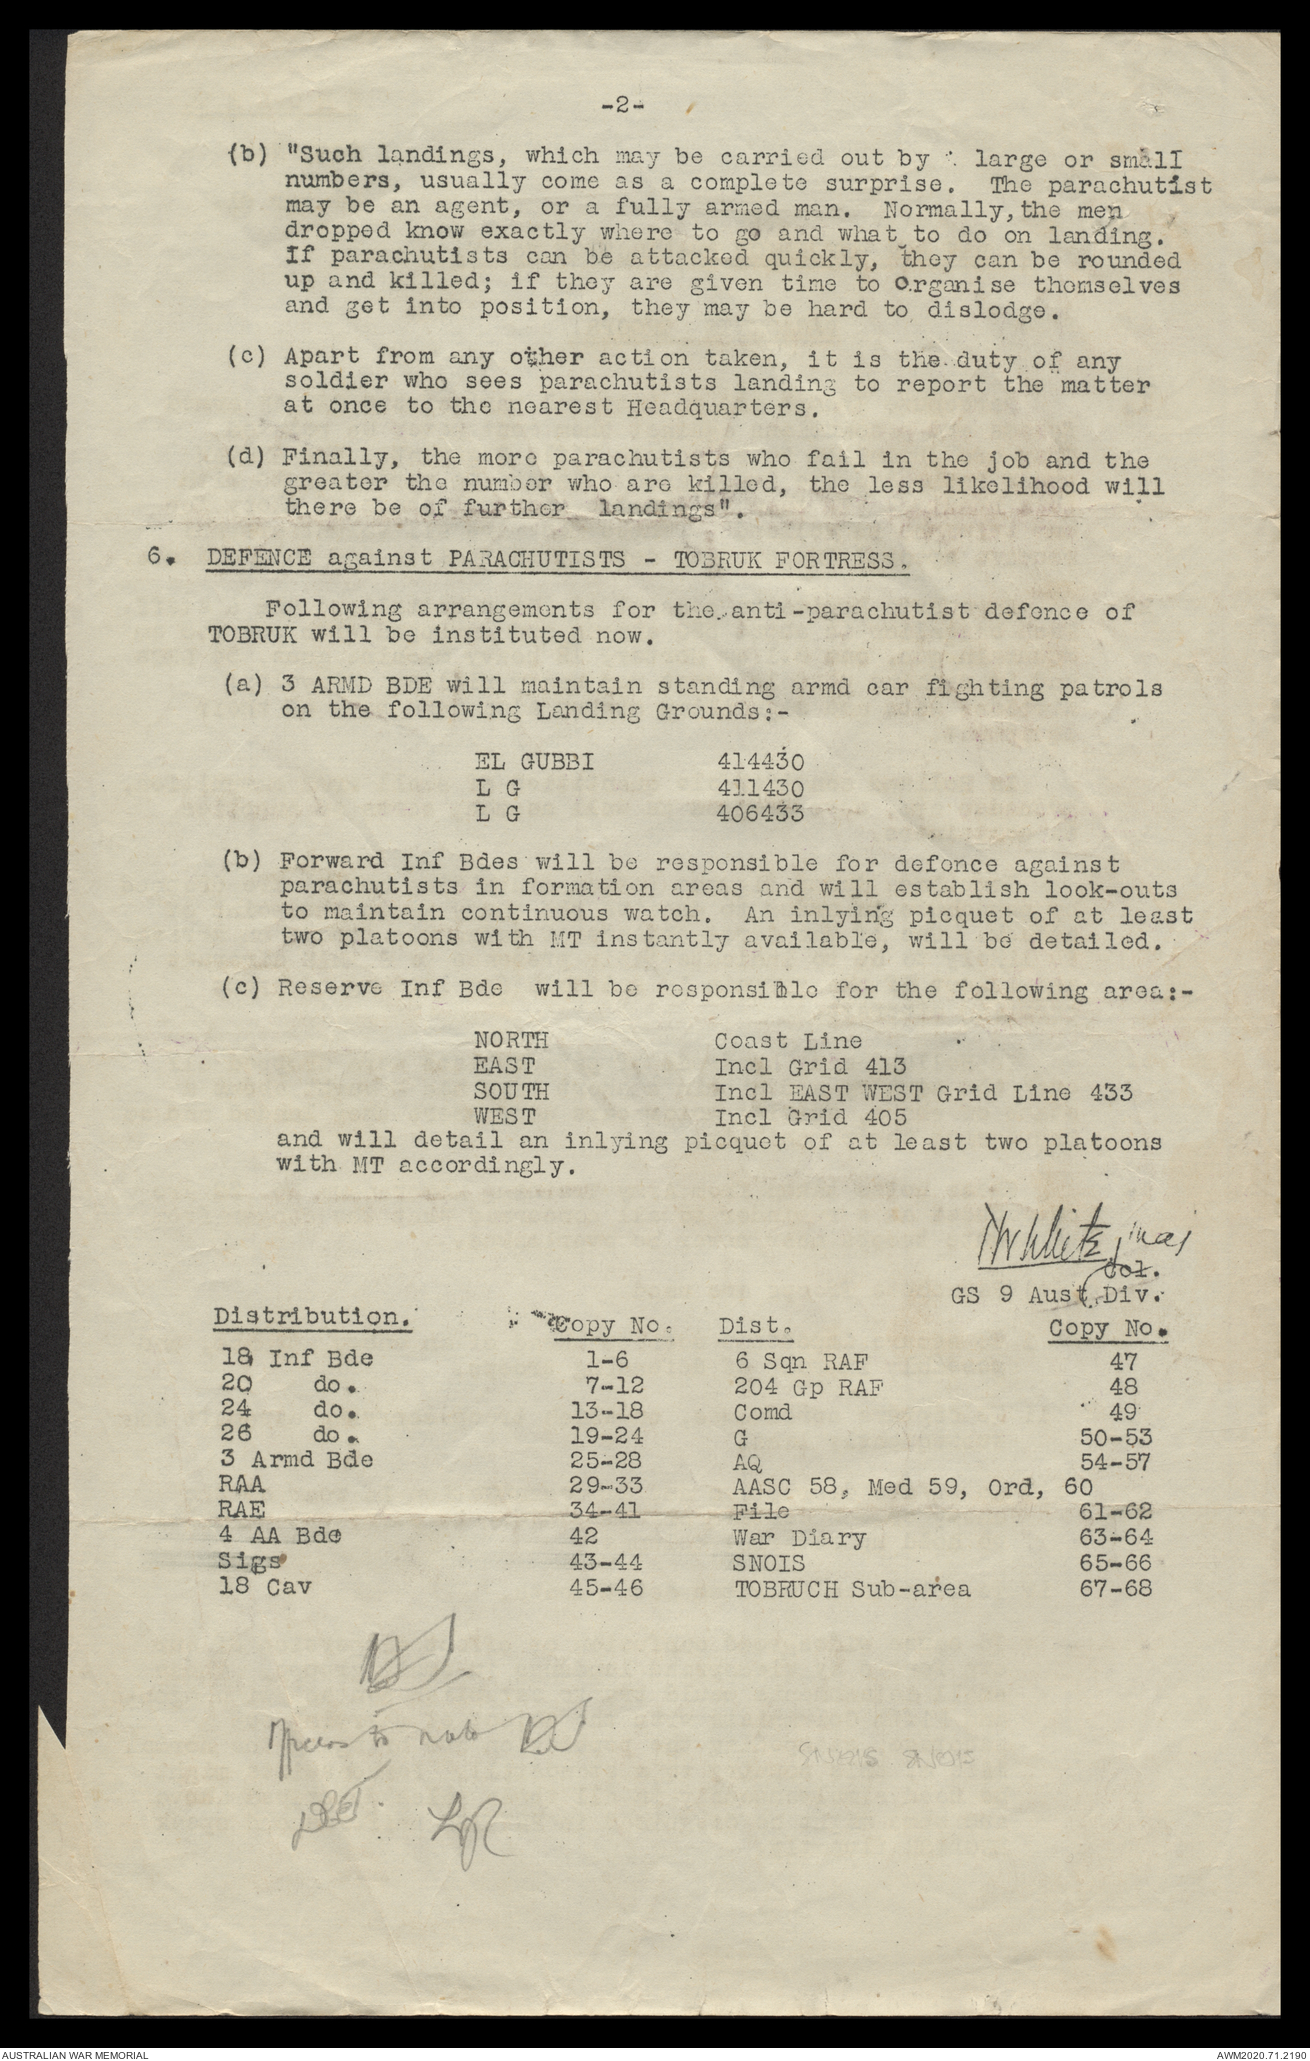 -2-
(b) "Such landings, which may be carried out by large or small
numbers, usually come as a complete surprise. The parachutist
may be an agent, or a fully armed man. Normally, the men
dropped know exactly where to go and what to do on landing.
If parachutists can be attacked quickly, they can be rounded
up and killed; if they are given time to organise themselves
and get into position, they may be hard to dislodge.
(c) Apart from any other action taken, it is the duty of any
soldier who sees parachutists landing to report the matter
at once to the nearest Headquarters.
(d) Finally, the more parachutists who fail in the job and the
greater the number who are killed, the less likelihood will
there be of further landings".
6. DEFENCE against PARACHUTISTS - TOBRUK FORTRESS.
Following arrangements for the anti-parachutist defence of
TOBRUK will be instituted now.
(a) 3 ARMD BDE will maintain standing armd car fighting patrols
on the following Landing Grounds:-
EL GUBBI 414430
L G 411430
L G 406433
(b) Forward Inf Bdes will be responsible for defence against
parachutists in formation areas and will establish look-outs
to maintain continuous watch. An inlying picquet of at least
two platoons with MT instantly available, will be detailed.
(c) Reserve Inf Bde will be responsible for the following area:-
NORTH Coast Line
EAST Incl Grid 413
SOUTH Incl EAST WEST Grid Line 433
WEST Incl Grid 405
and will detail an inlying picquet of at least two platoons
with MT accordingly.
Maj
Col.
GS 9 Aust Div.
Distribution. Copy No. Dist. Copy No.
18 Inf Bde 1-6 6 Sqn RAF 47
20 do. 7-12 204 Gp RAF 48
24 do. 13-18 Comd 49
26 do. 19-24 G 50-53
3 Armd Bde 25-28 AQ 54-57
RAA 29-33 AASC 58, Med 59, Ord, 60
RAE 34-41 File 61-62
4 AA Bde 42 War Diary 63-64
Sigs 43-44 SNOIS 65-66
18 Cav 45-46 TOBRUCH Sub-area 67-68
to note
AUSTRALIAN WAR MEMORIAL AWM2020.71.2190